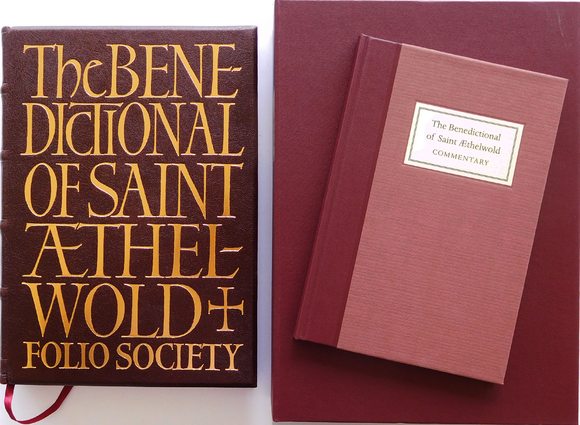 The BENE-
DICTIONAL
OF SAINT
ÆTHEL-
WOLD +
FOLIO SOCIETY
The Benedictional
of Saint Æthelwold
COMMENTARY